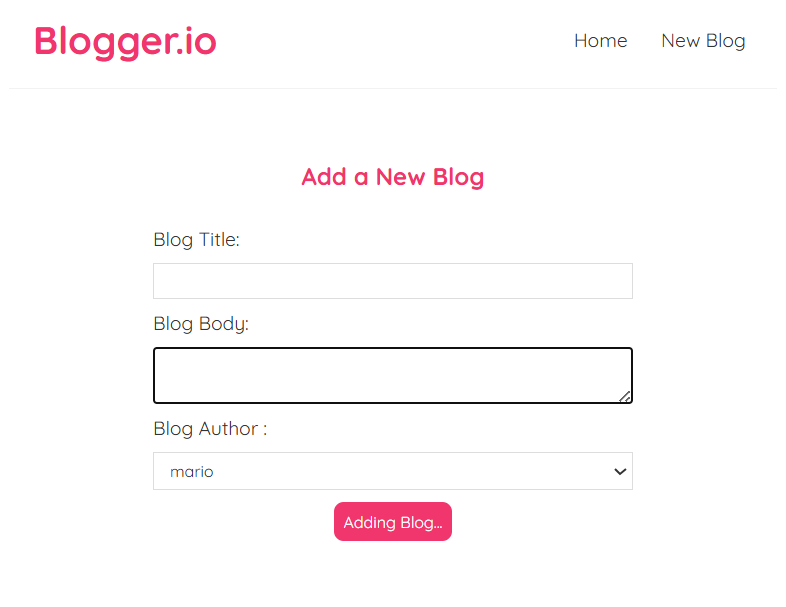 Blogger.io
Home New Blog
Add a New Blog
Blog Title:
Blog Body:
Blog Author :
mario
Adding Blog...